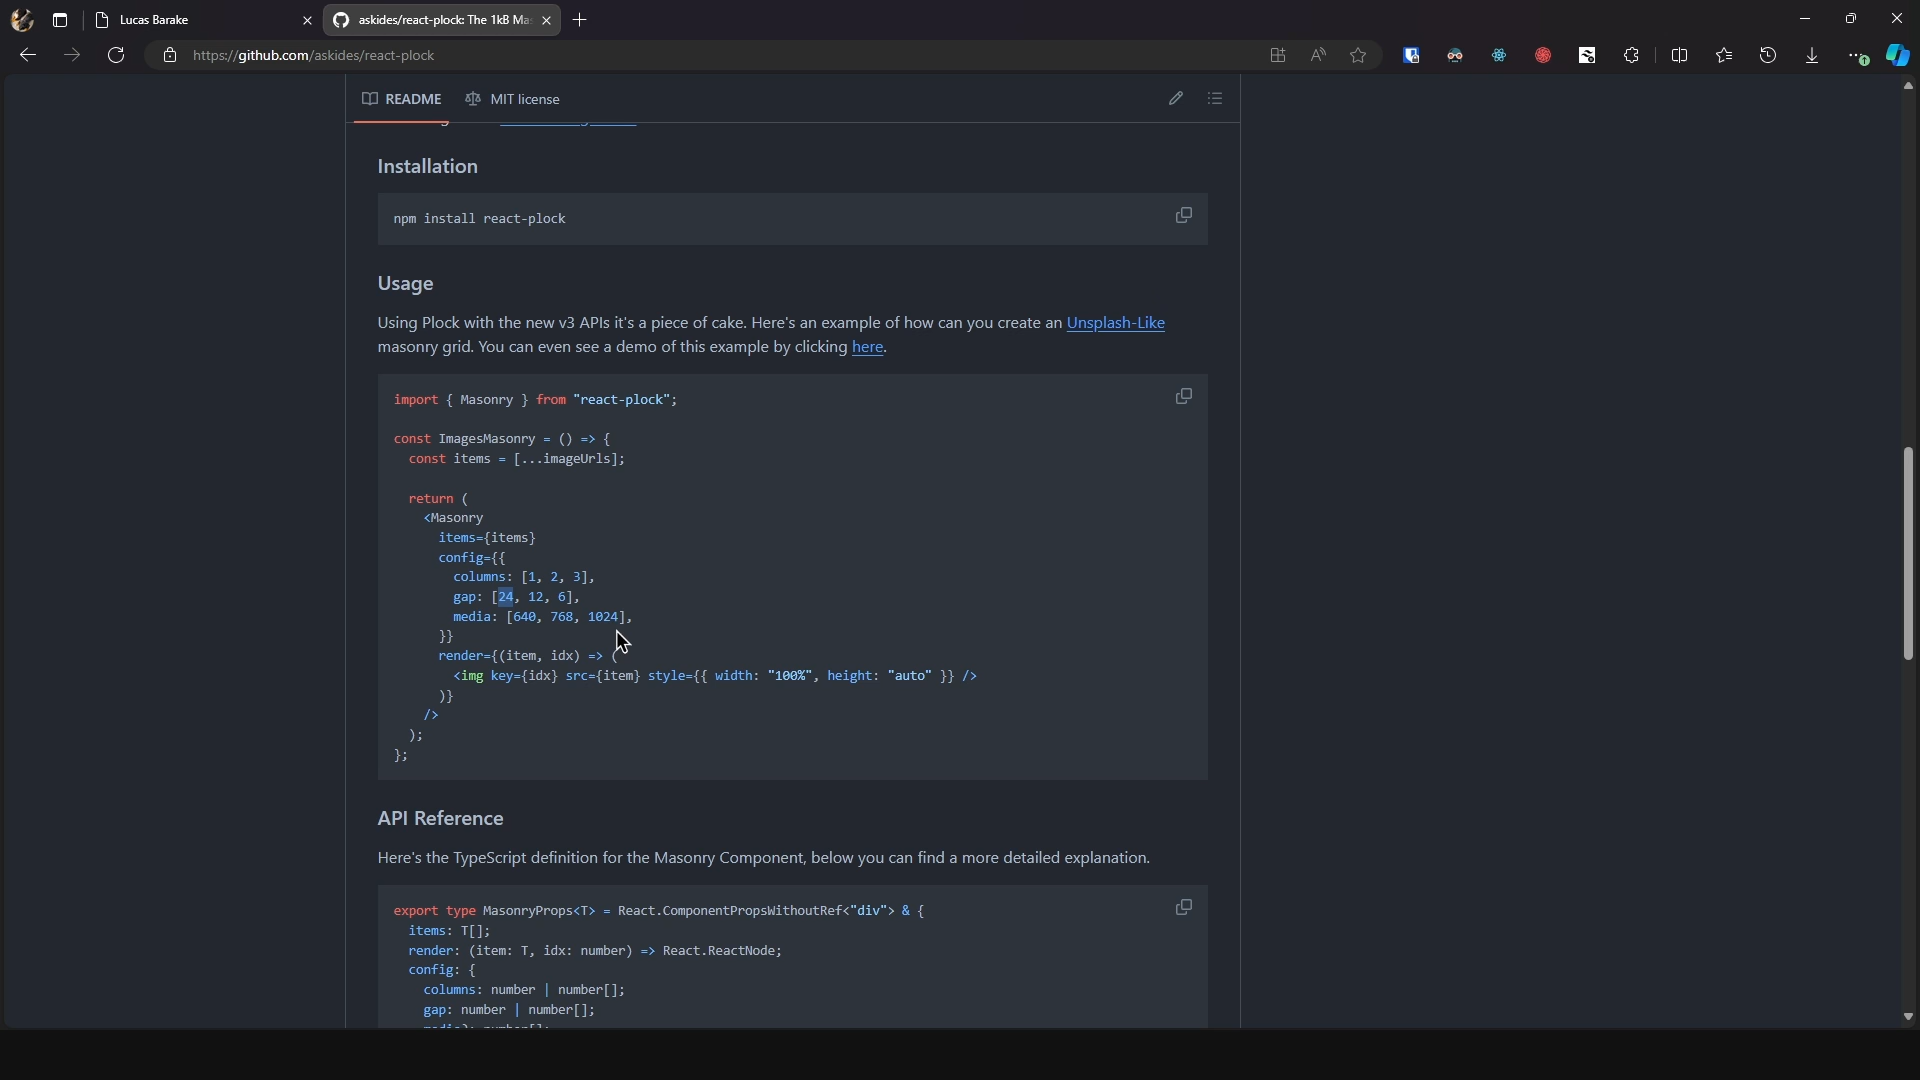 Lucas Barake
askides/react-plock: The 1kB Ma
https://github.com/askides/react-plock
README
MIT license
Installation
npm install react-plock
Usage
Using Plock with the new v3 APIs it's a piece of cake. Here's an example of how can you create an Unsplash-Like
masonry grid. You can even see a demo of this example by clicking here.
import { Masonry } from "react-plock";
const ImagesMasonry = () => {
const items = [...imageUrls];
return (
<Masonry
items={items}
config={{
columns: [1, 2, 3],
gap: [24, 12, 6],
media: [640, 768, 1024],
}}
render={(item, idx) => (
<img key={idx} src={item} style={{ width: "100%", height: "auto" }} />
)}
/>
);
};
API Reference
Here's the TypeScript definition for the Masonry Component, below you can find a more detailed explanation.
export type MasonryProps<T> = React.ComponentPropsWithoutRef<"div"> & {
items: T[];
render: (item: T, idx: number) => React.ReactNode;
config: {
columns: number | number[];
gap: number | number[];